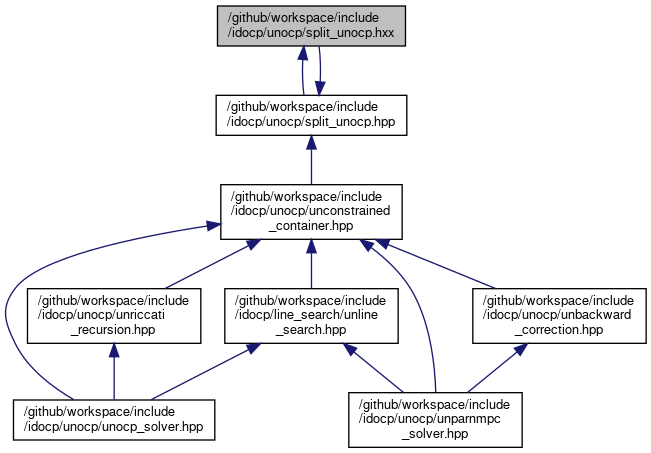 /github/workspace/include
/idocp/unocp/split_unocp.hxx
/github/workspace/include
/idocp/unocp/split_unocp.hpp
/github/workspace/include
/idocp/unocp/unconstrained
_container.hpp
/github/workspace/include
/idocp/unocp/unriccati
_recursion.hpp
/github/workspace/include
/idocp/line_search/unline
_search.hpp
/github/workspace/include
/idocp/unocp/unbackward
_correction.hpp
/github/workspace/include
/idocp/unocp/unocp_solver.hpp
/github/workspace/include
/idocp/unocp/unparnmpc
_solver.hpp